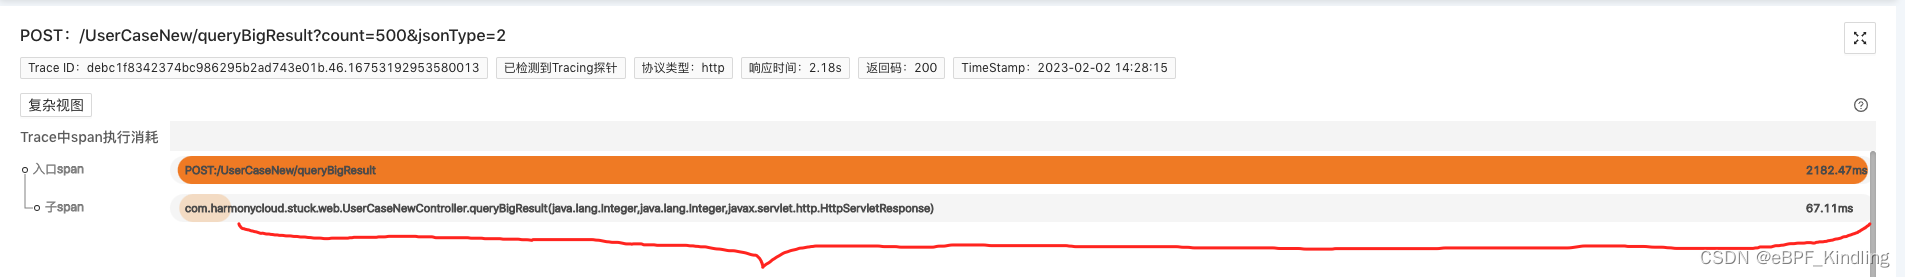 POST：/UserCaseNew/queryBigResult?count=500&jsonType=2
Trace ID：debc1f8342374bc986295b2ad743e01b.46.16753192953580013 已检测到Tracing探针 协议类型：http 响应时间：2.18s 返回码：200 TimeStamp：2023-02-02 14:28:15
复杂视图
Trace中span执行消耗
入口span POST:/UserCaseNew/queryBigResult 2182.47ms
子span com.harmonycloud.stuck.web.UserCaseNewController.queryBigResult(java.lang.Integer,java.lang.Integer,javax.servlet.http.HttpServletResponse) 67.11ms
CSDN @eBPF_Kindling